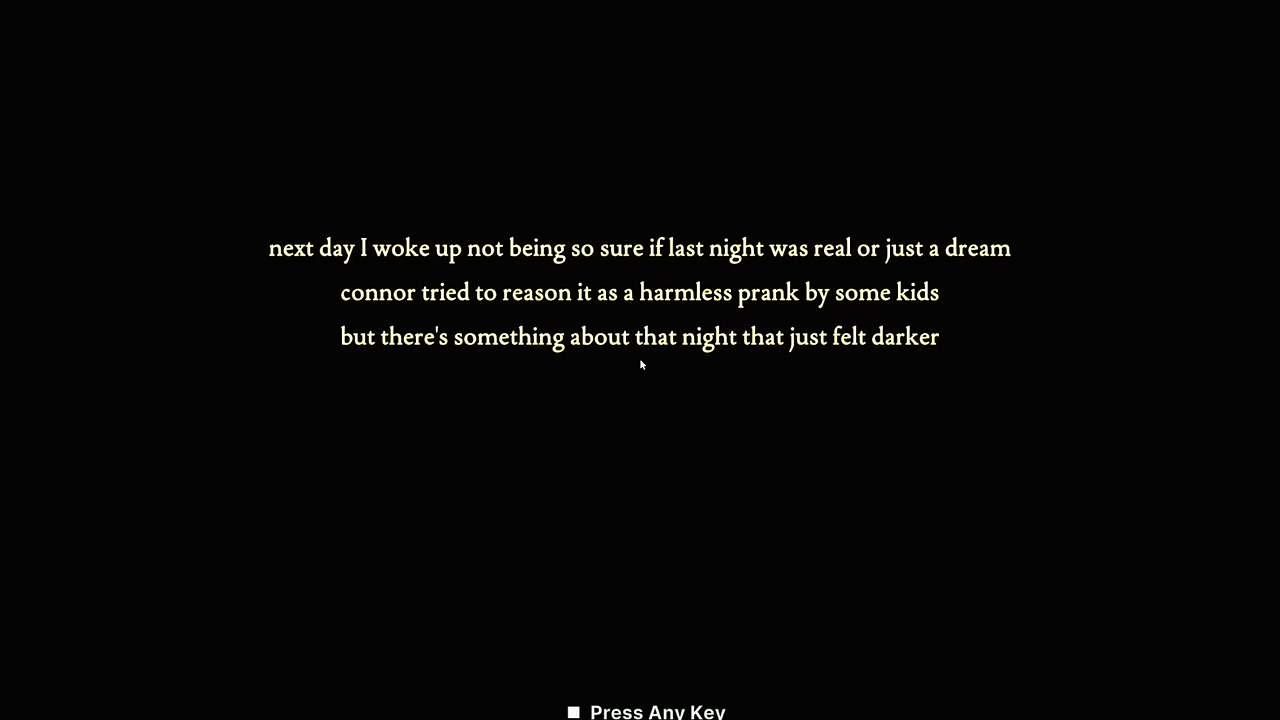 next day I woke up not being so sure if last night was real or just a dream
connor tried to reason it as a harmless prank by some kids
but there's something about that night that just felt darker
Press Any Key